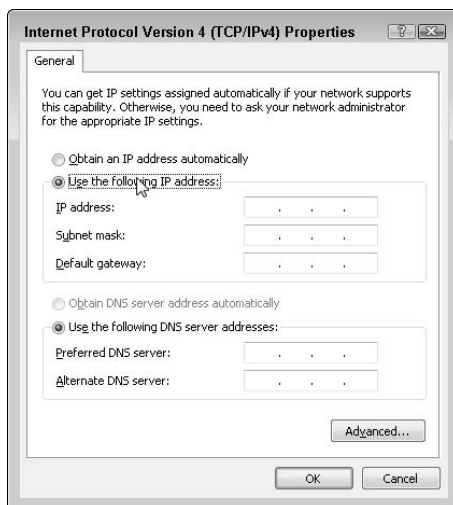 Internet Protocol Version 4 (TCP/IPv4) Properties
General
You can get IP settings assigned automatically if your network supports
this capability. Otherwise, you need to ask your network administrator
for the appropriate IP settings.
Obtain an IP address automatically
Use the following IP address:
IP address:
Subnet mask:
Default gateway:
Obtain DNS server address automatically
Use the following DNS server addresses:
Preferred DNS server:
Alternate DNS server:
Advanced...
OK
Cancel